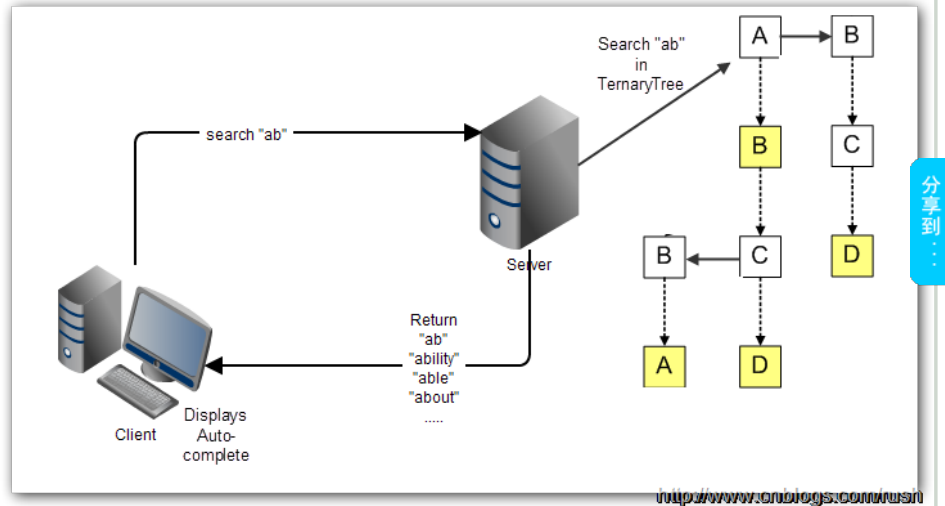 Search "ab"
in
TernaryTree
A
B
search "ab"
B
C
B
C
D
Server
A
D
Return
"ab"
"ability"
"able"
"about"
.....
Client
Displays
Auto-
complete
分享到...
http://www.cnblogs.com/rush